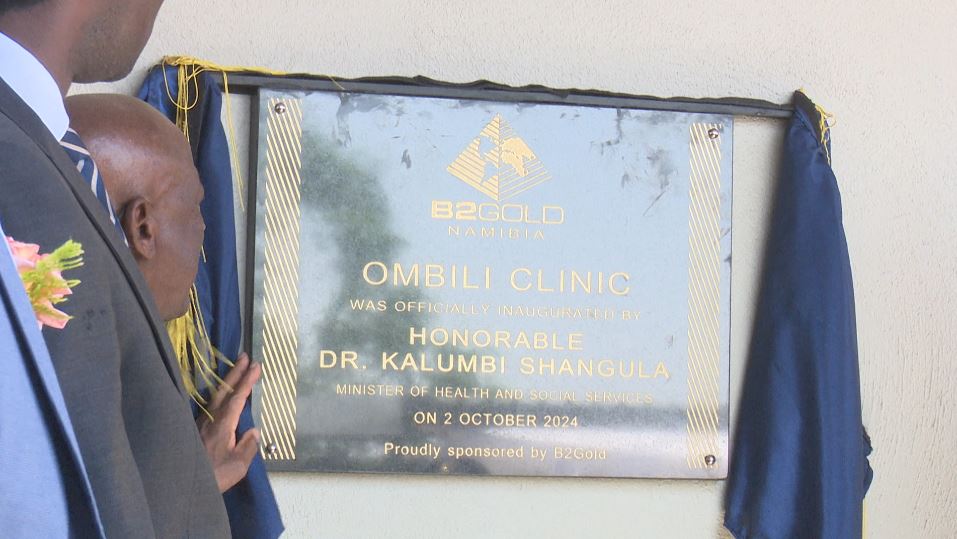 B2GOLD
NAMIBIA
OMBILI CLINIC
WAS OFFICIALLY INAUGURATED BY
HONORABLE
DR. KALUMBI SHANGULA
MINISTER OF HEALTH AND SOCIAL SERVICES
ON 2 OCTOBER 2024
Proudly sponsored by B2Gold